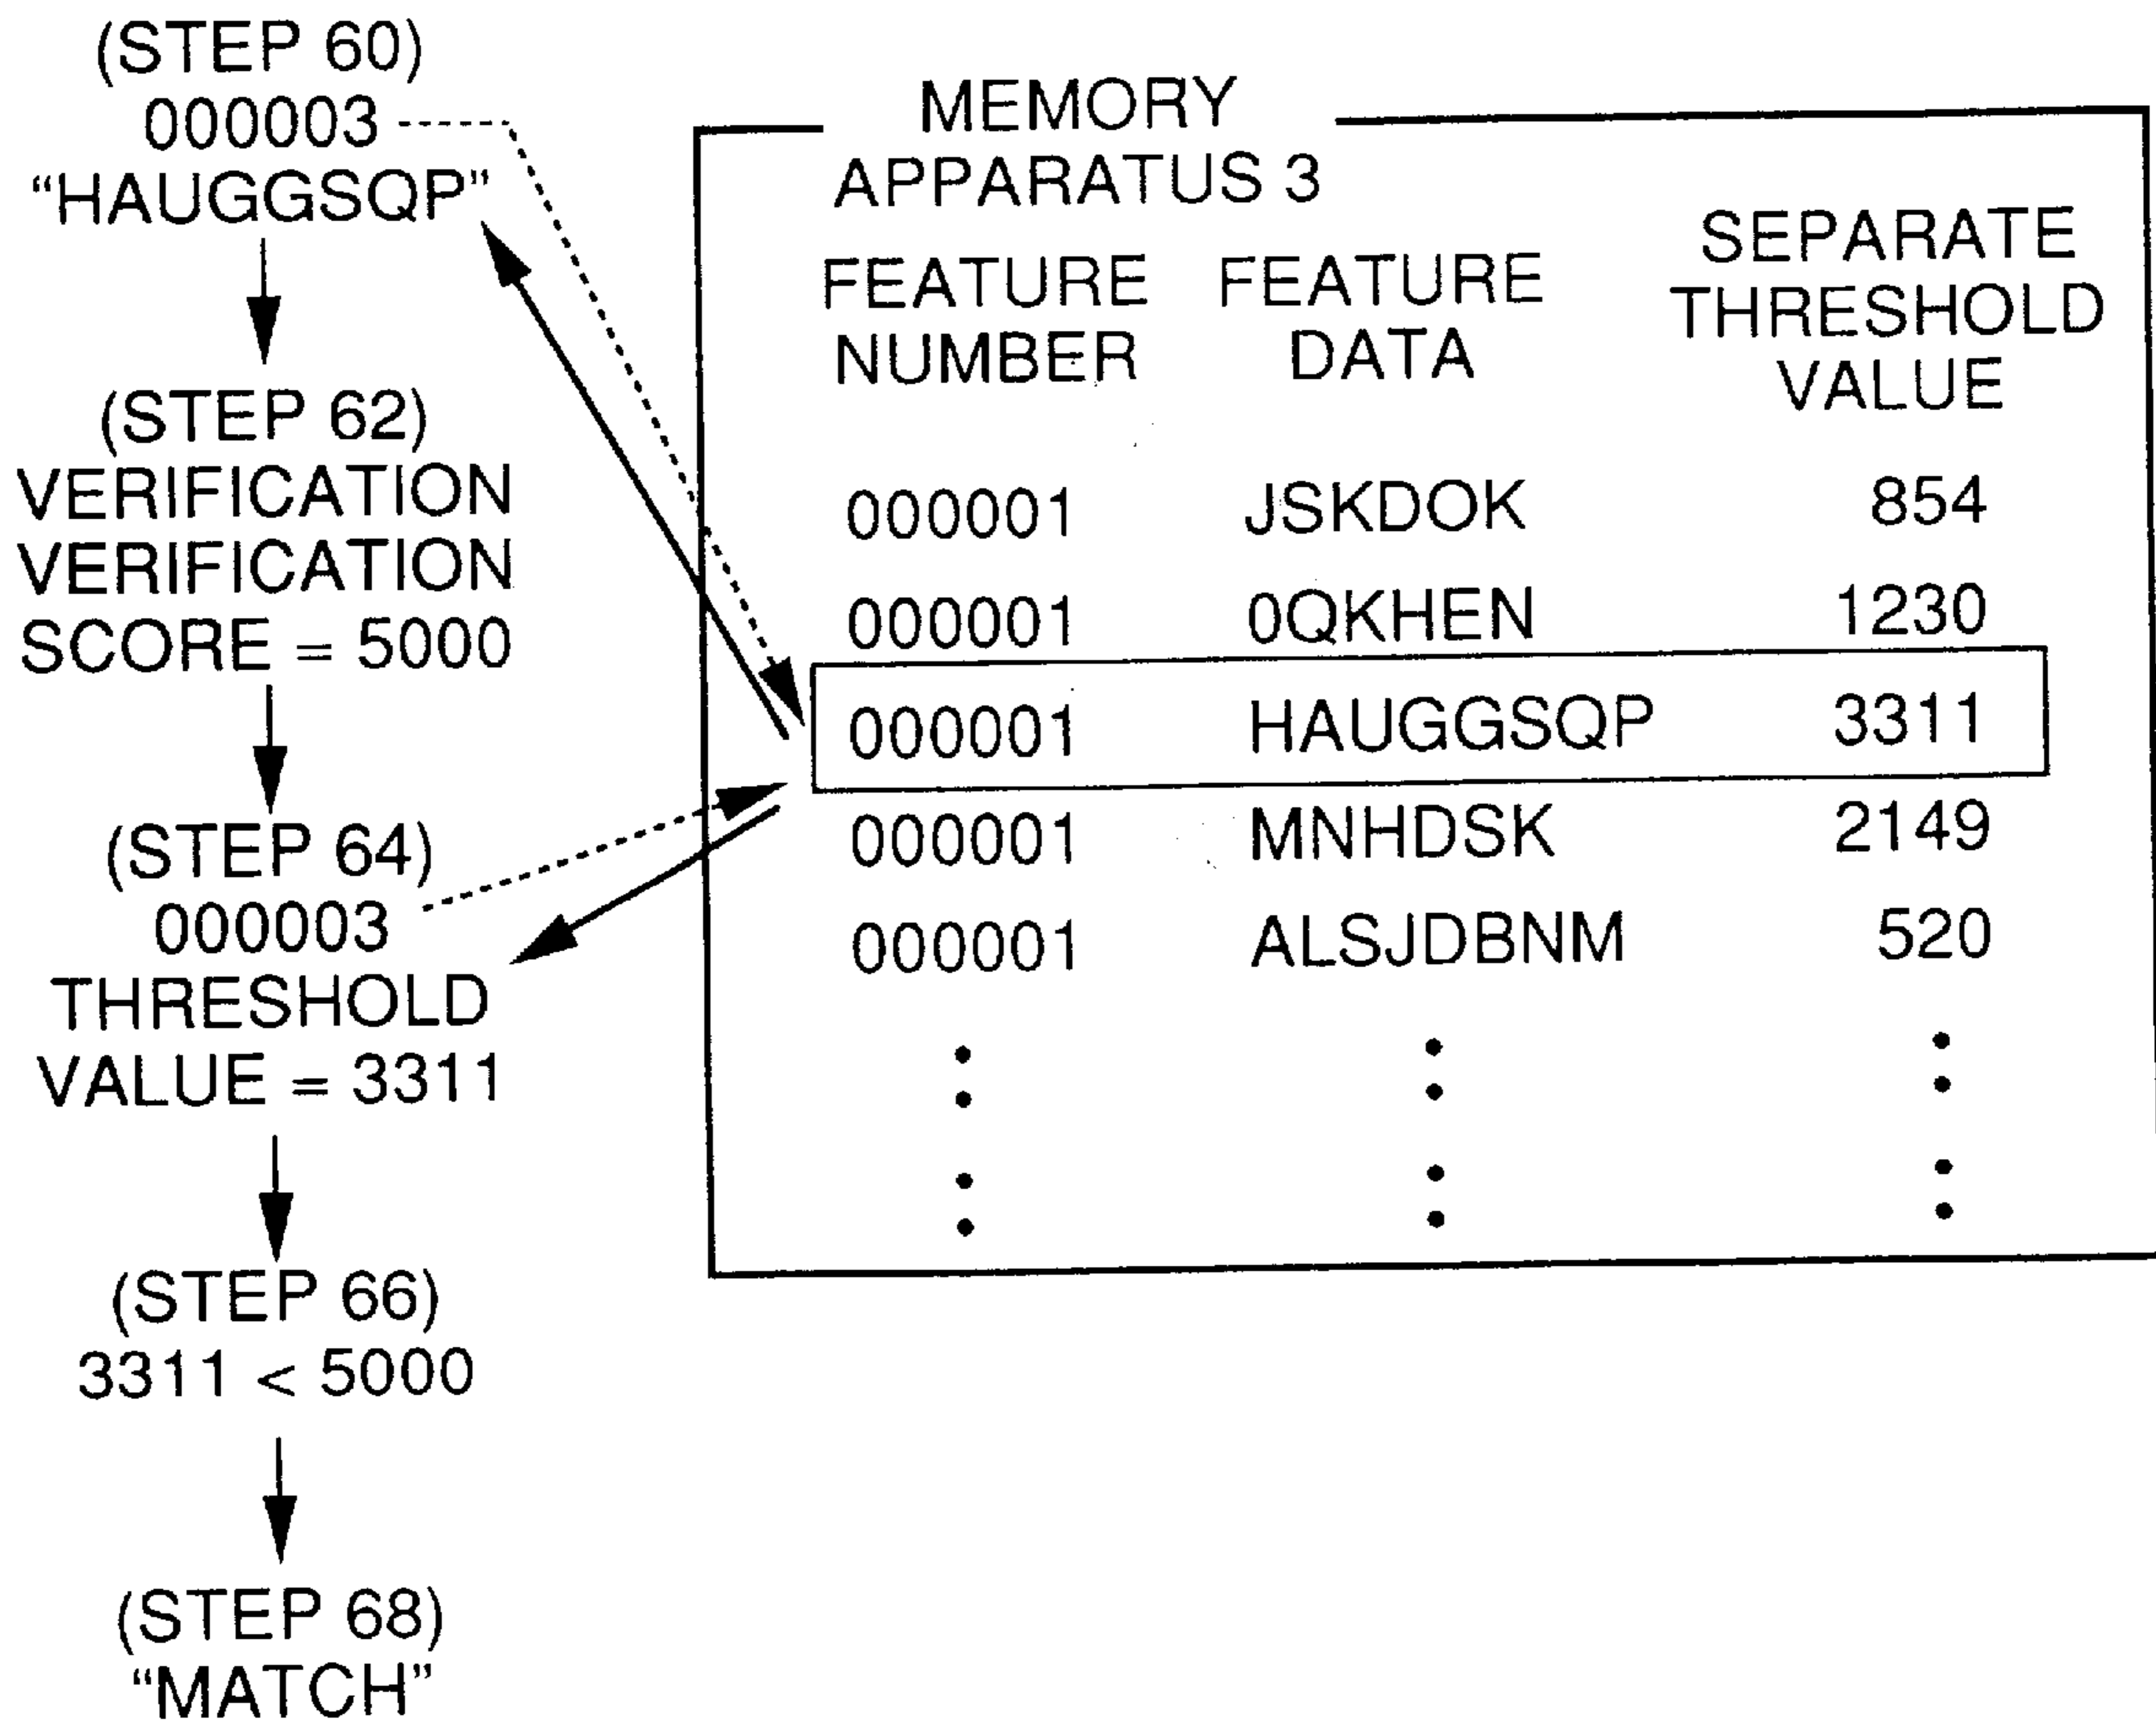 (STEP 60)
000003
“HAUGGSQP”
(STEP 62)
VERIFICATION
VERIFICATION
SCORE = 5000
(STEP 64)
000003
THRESHOLD
VALUE = 3311
(STEP 66)
3311 < 5000
(STEP 68)
“MATCH”
MEMORY
APPARATUS 3
FEATURE
NUMBER
FEATURE
DATA
SEPARATE
THRESHOLD
VALUE
000001 JSKDOK 854
000001 0QKHEN 1230
000001 HAUGGSQP 3311
000001 MNHDSK 2149
000001 ALSJDBNM 520